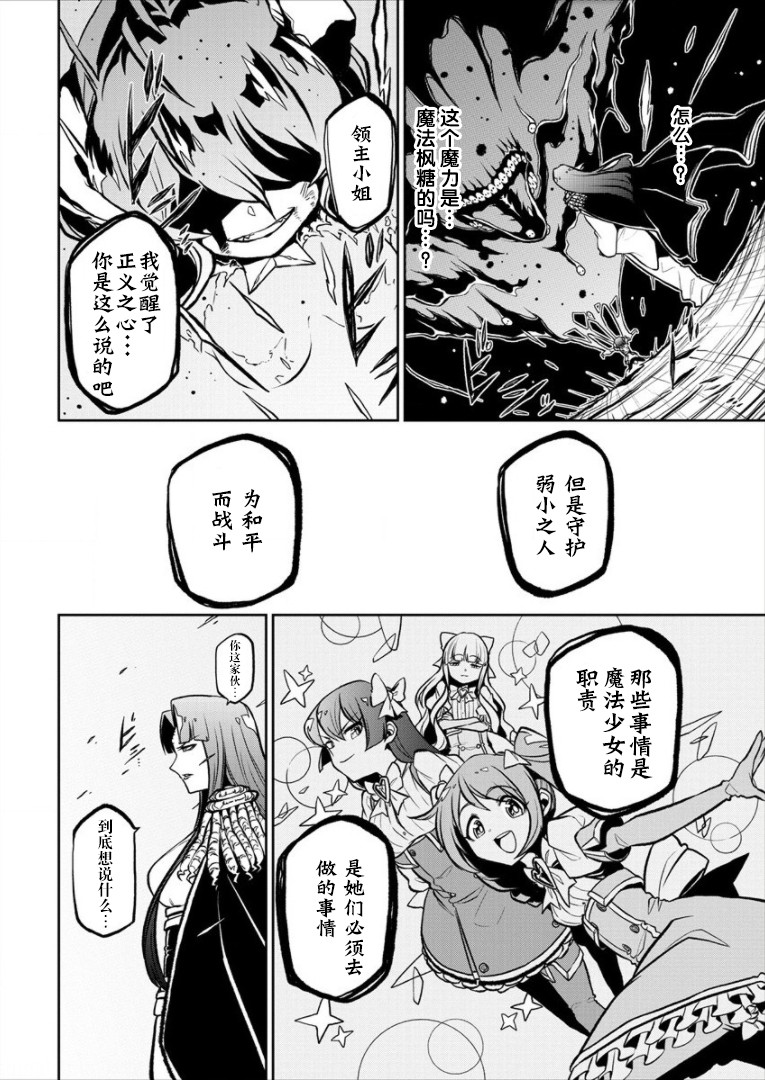 怎么…?
这个魔力是…
魔法枫糖的吗…?
领主小姐
我觉醒了
正义之心…
你是这么说的吧
但是守护
弱小之人
为和平
而战斗
那些事情是
魔法少女的
职责
是她们必须去
做的事情
你这家伙…
到底想说什么…